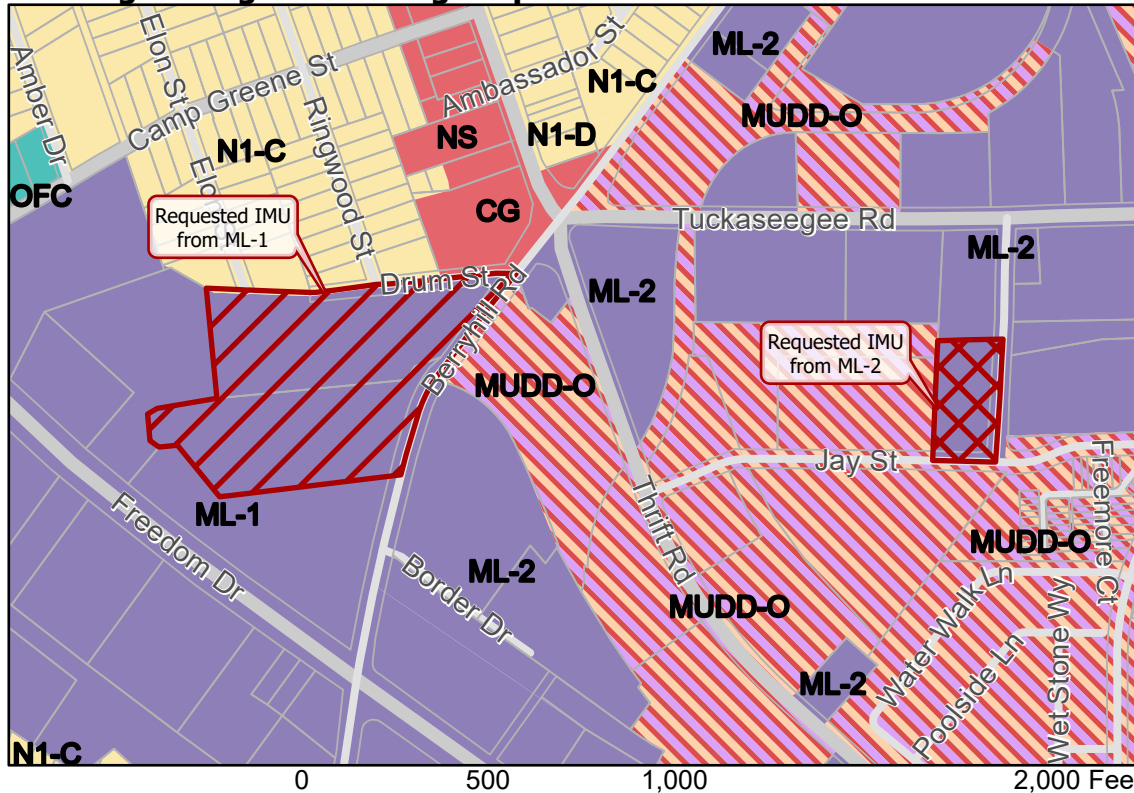 ML-2
Elon St
Amber Dr
Camp Greene St
Ambassador St
N1-C
Ringwood St
MUDD-O
NS
N1-D
N1-C
Elon
OFC
Requested IMU
from ML-1
CG
Tuckaseegee Rd
ML-2
Drum St
Berryhill Rd
ML-2
Requested IMU
from ML-2
MUDD-O
Jay St
Freemore Ct
Thrift Rd
ML-1
Freedom Dr
MUDD-O
ML-2
Border Dr
MUDD-O
Water Walk Ln
Wet Stone Wy
Poolside Ln
ML-2
N1-C
0 500 1,000 2,000 Fee